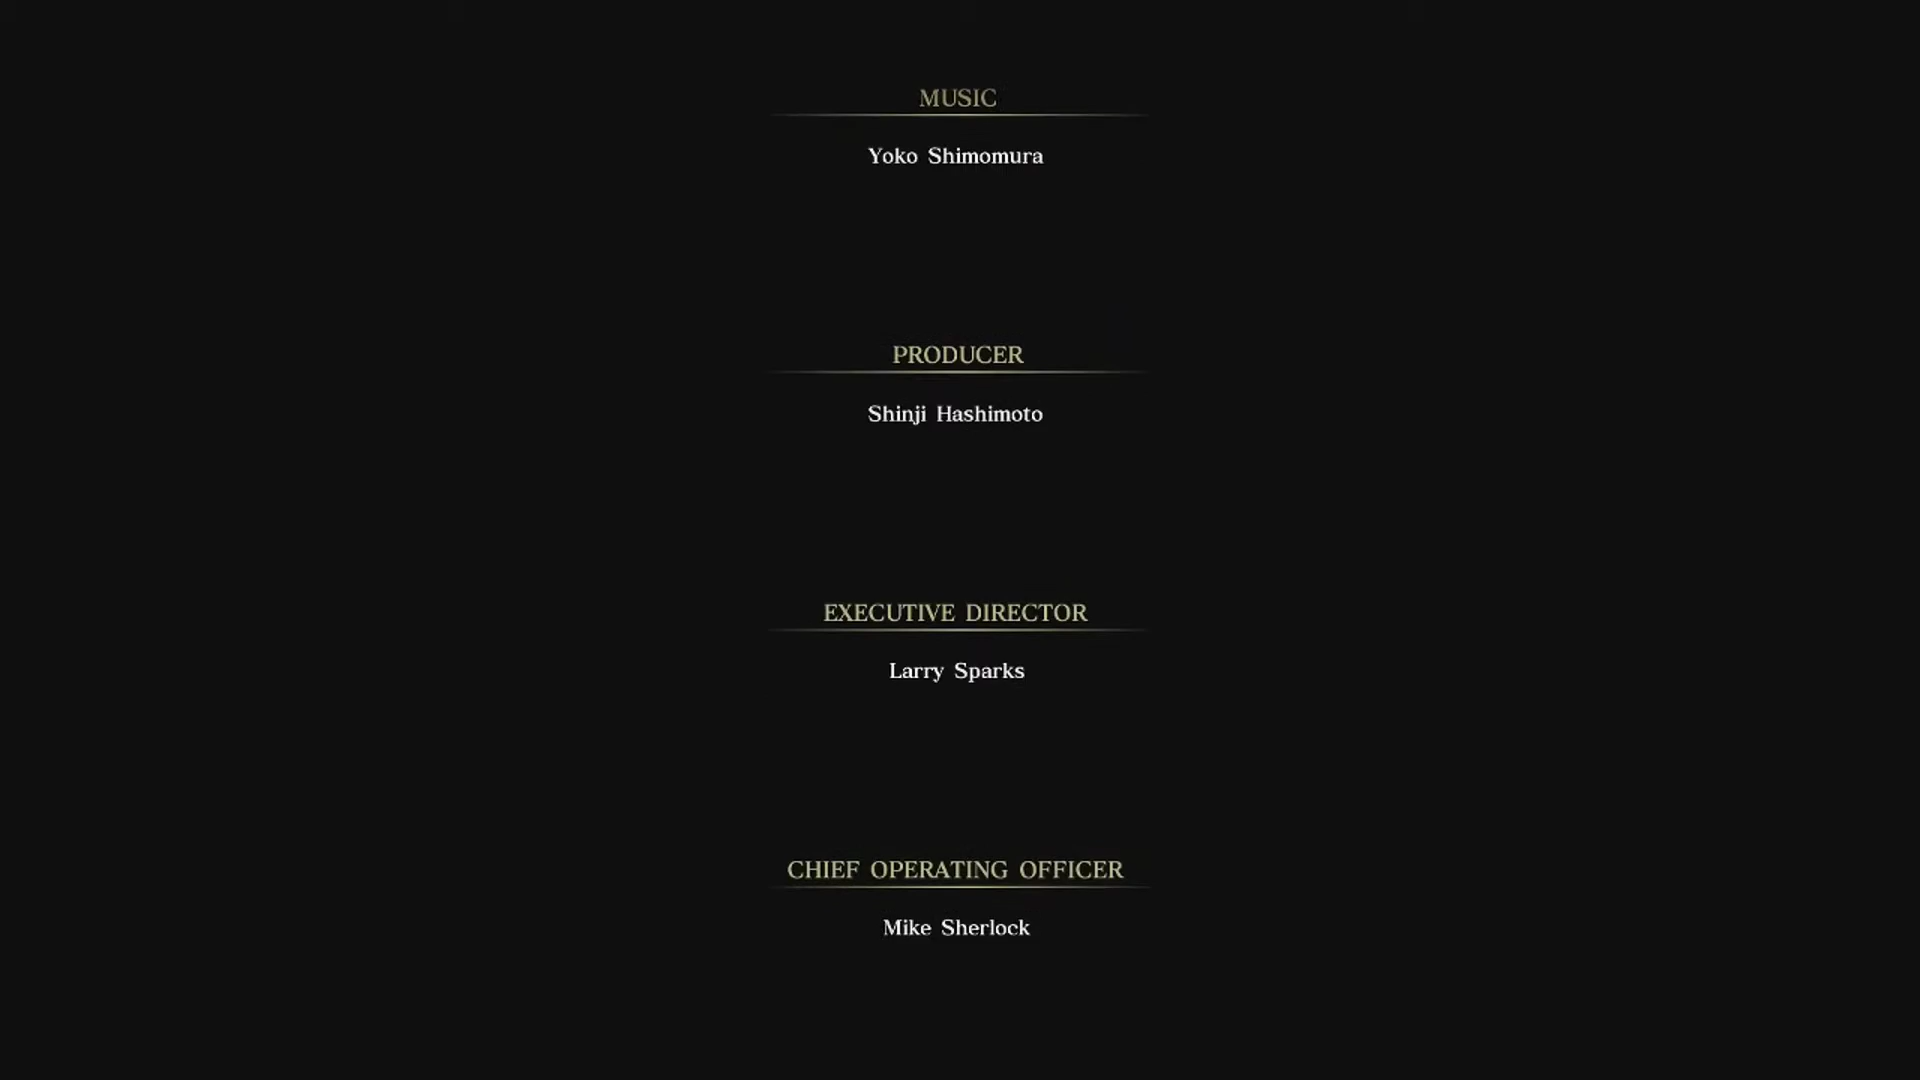 MUSIC
Yoko Shimomura
PRODUCER
Shinji Hashimoto
EXECUTIVE DIRECTOR
Larry Sparks
CHIEF OPERATING OFFICER
Mike Sherlock